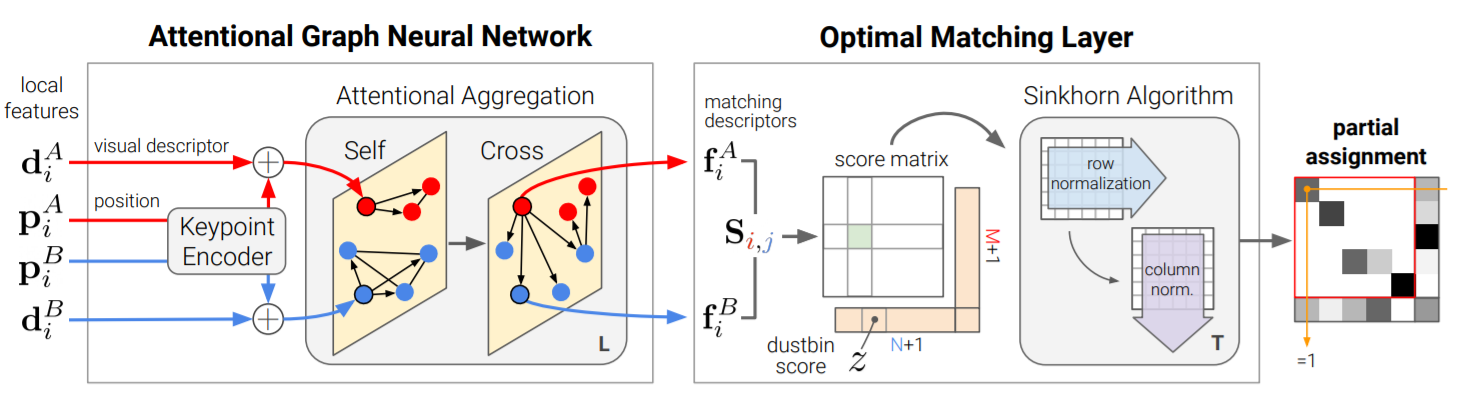 Attentional Graph Neural Network
Optimal Matching Layer
local
features
visual descriptor
position
d_i^A
p_i^A
p_i^B
d_i^B
Keypoint
Encoder
+
+
Attentional Aggregation
Self
Cross
L
matching
descriptors
f_i^A
S_{i,j}
f_i^B
score matrix
M+1
N+1
dustbin
score
z
Sinkhorn Algorithm
row
normalization
column
norm.
T
partial
assignment
=1